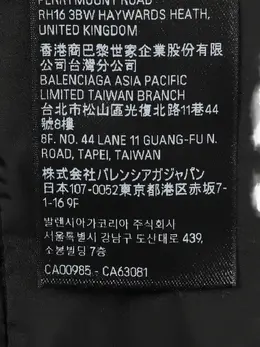 PERRYMOUNT ROAD
RH16 3BW HAYWARDS HEATH,
UNITED KINGDOM
香港商巴黎世家企業股份有限
公司台灣分公司
BALENCIAGA ASIA PACIFIC
LIMITED TAIWAN BRANCH
台北市松山區光復北路11巷44
號8樓
8F. NO. 44 LANE 11 GUANG-FU N.
ROAD, TAPEI, TAIWAN
株式会社バレンシアガジャパン
日本107-0052東京都港区赤坂7-
1-16 9F
발렌시아가코리아 주식회사
서울특별시 강남구 도산대로 439,
소봉빌딩 7층
CA00985 - CA63081